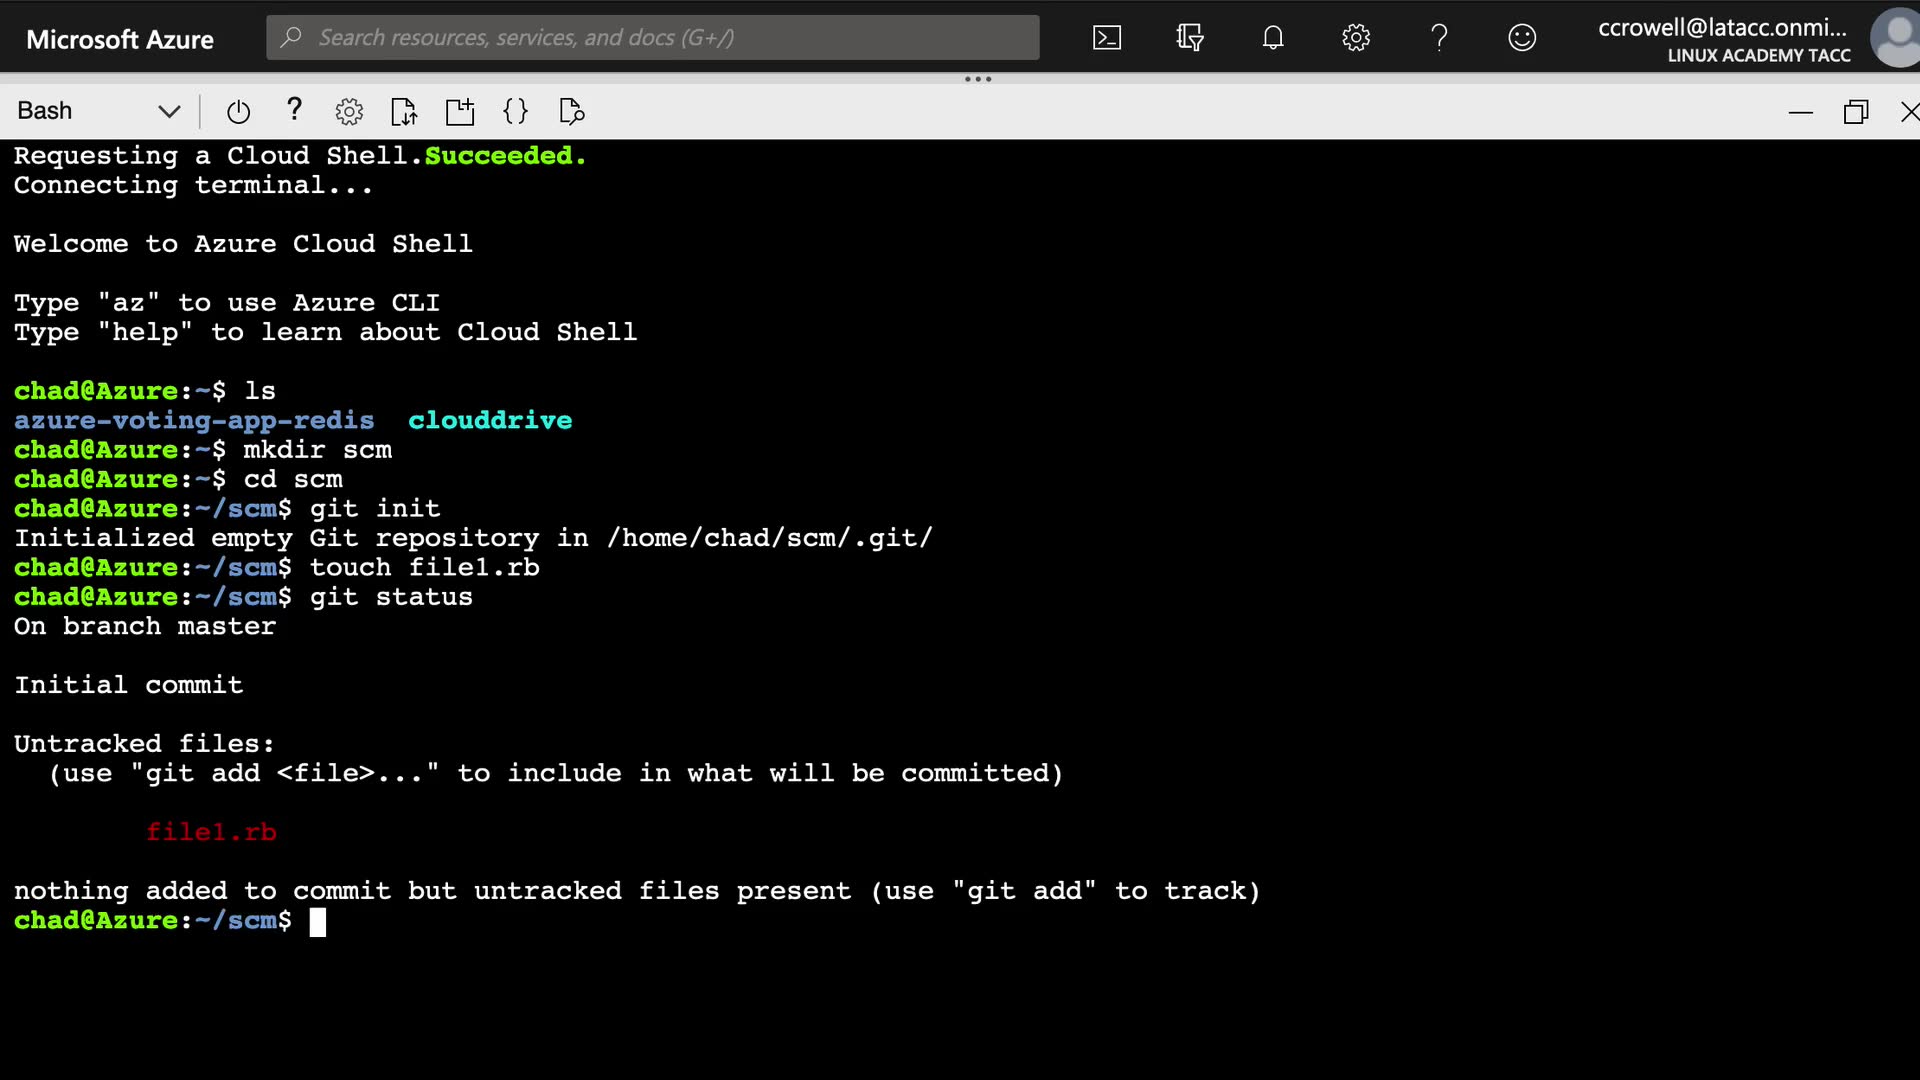 Microsoft Azure
Search resources, services, and docs (G+/)
ccrowell@latacc.onmi...
LINUX ACADEMY TACC
Bash
Requesting a Cloud Shell.Succeeded.
Connecting terminal...
Welcome to Azure Cloud Shell
Type "az" to use Azure CLI
Type "help" to learn about Cloud Shell
chad@Azure:~$ ls
azure-voting-app-redis  clouddrive
chad@Azure:~$ mkdir scm
chad@Azure:~$ cd scm
chad@Azure:~/scm$ git init
Initialized empty Git repository in /home/chad/scm/.git/
chad@Azure:~/scm$ touch file1.rb
chad@Azure:~/scm$ git status
On branch master
Initial commit
Untracked files:
  (use "git add <file>..." to include in what will be committed)
        file1.rb
nothing added to commit but untracked files present (use "git add" to track)
chad@Azure:~/scm$